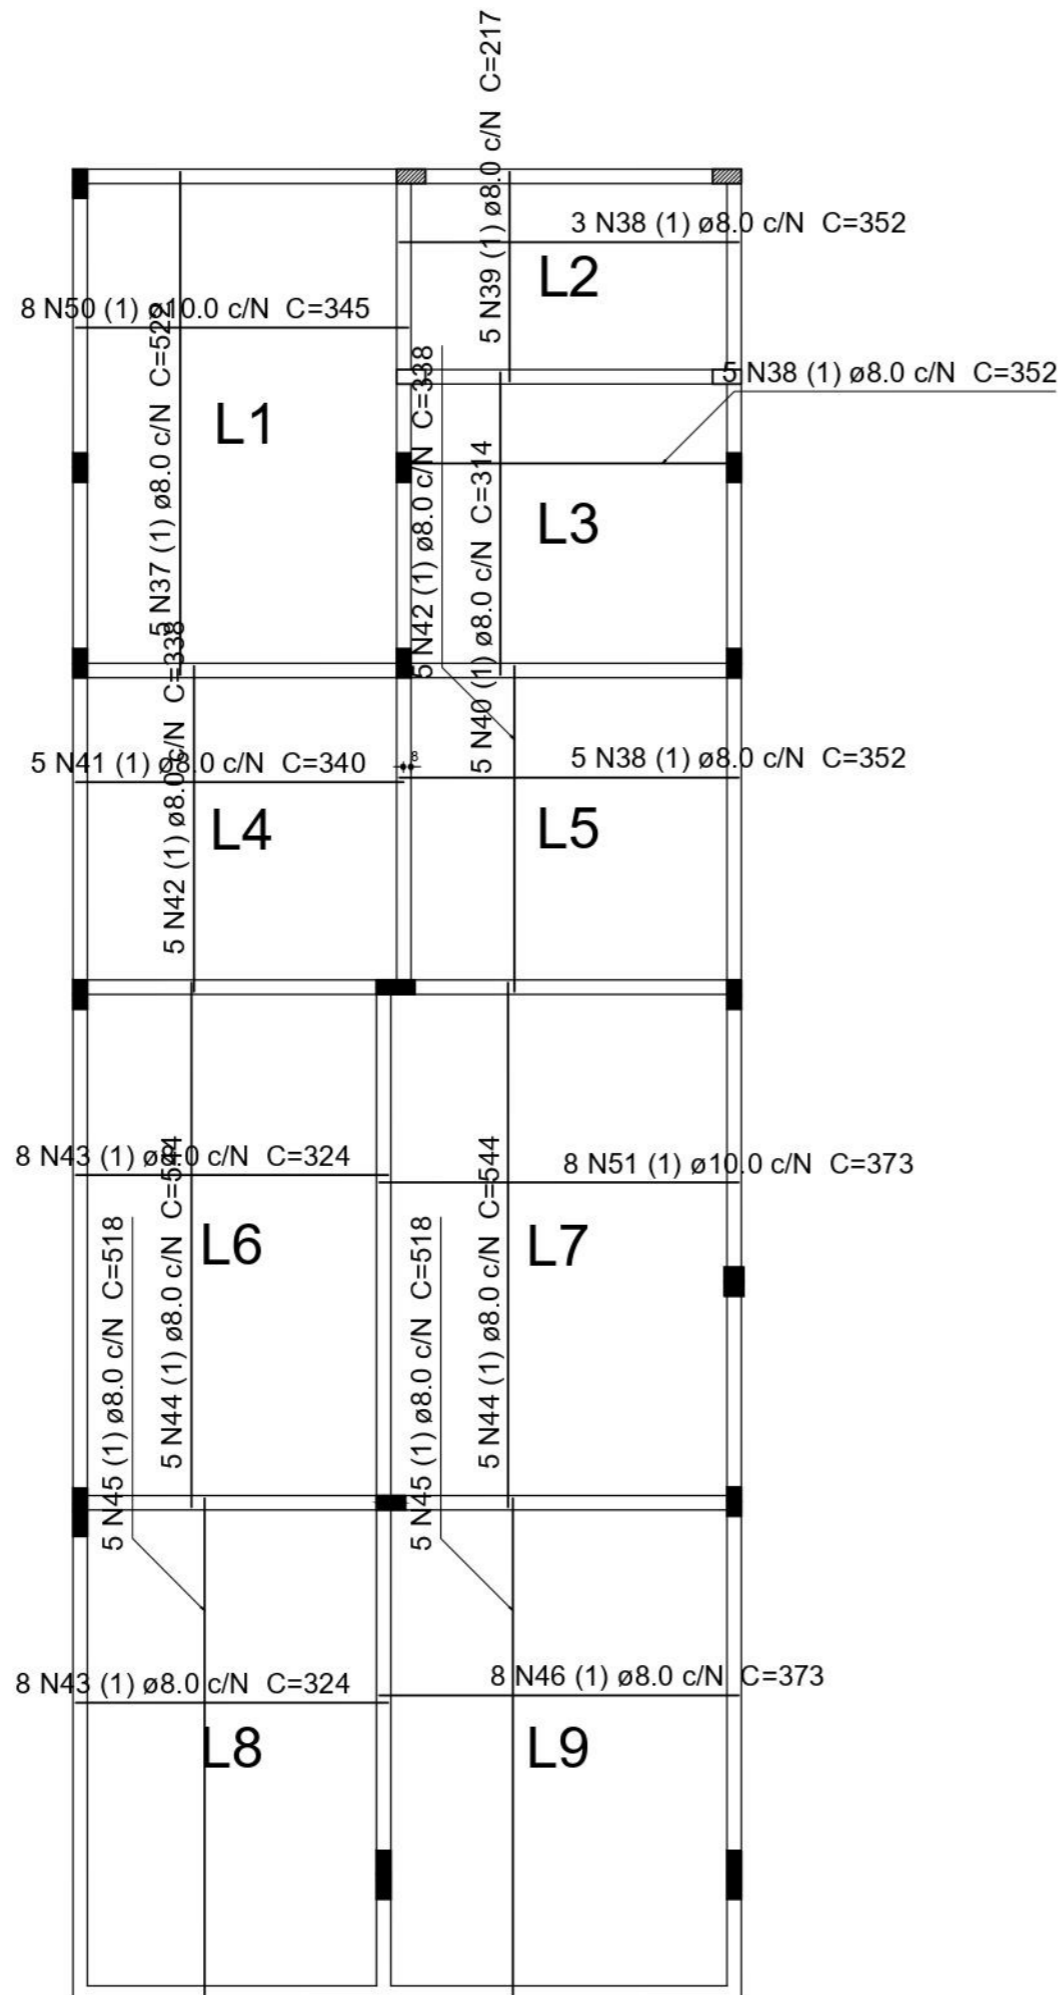 5 N39 (1) ø8.0 c/N C=217
3 N38 (1) ø8.0 c/N C=352
L2
8 N50 (1) ø10.0 c/N C=345
5 N37 (1) ø8.0 c/N C=522
5 N38 (1) ø8.0 c/N C=352
L1
5 N42 (1) ø8.0 c/N C=338
5 N40 (1) ø8.0 c/N C=314
L3
5 N42 (1) ø8.0 c/N C=338
5 N41 (1) ø8.0 c/N C=340
8
5 N38 (1) ø8.0 c/N C=352
L4
L5
8 N43 (1) ø8.0 c/N C=324
5 N44 (1) ø8.0 c/N C=544
5 N44 (1) ø8.0 c/N C=544
8 N51 (1) ø10.0 c/N C=373
L6
L7
5 N45 (1) ø8.0 c/N C=518
5 N45 (1) ø8.0 c/N C=518
8 N43 (1) ø8.0 c/N C=324
8 N46 (1) ø8.0 c/N C=373
L8
L9